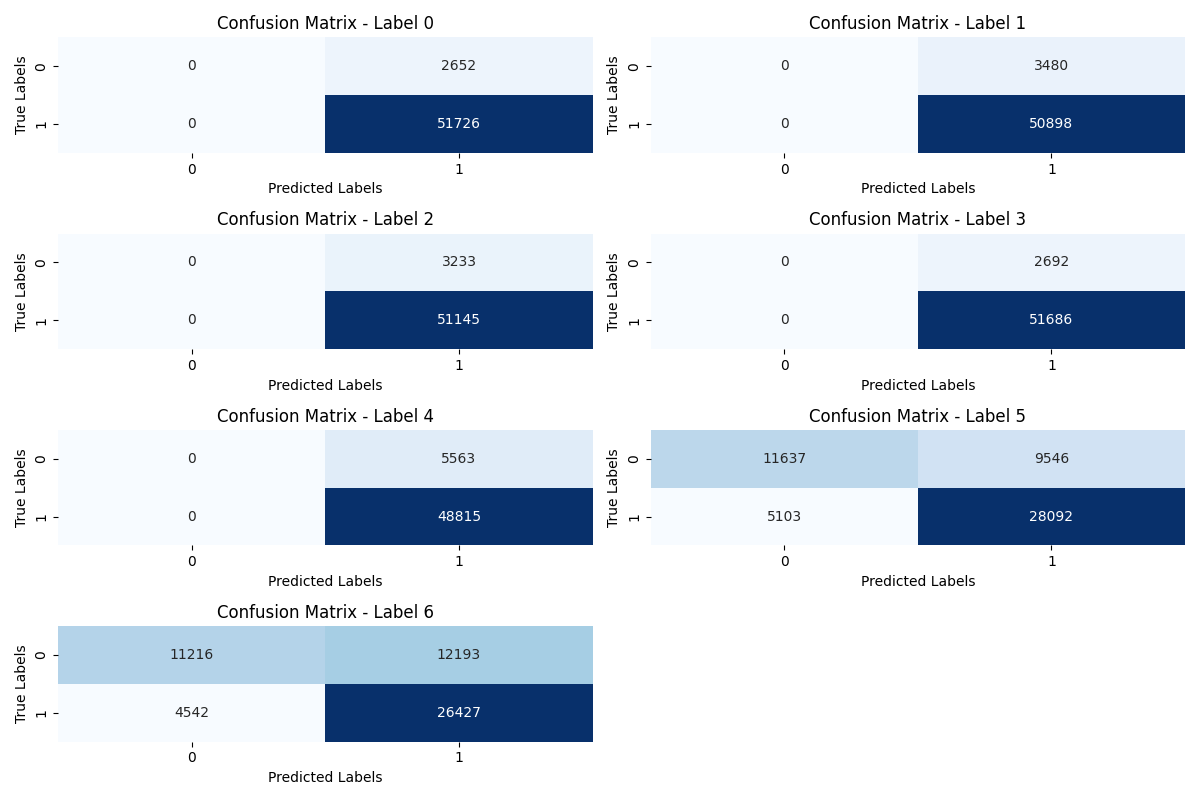 Confusion Matrix - Label 0
True Labels
0
0
2652
1
0
51726
0
1
Predicted Labels
Confusion Matrix - Label 1
True Labels
0
0
3480
1
0
50898
0
1
Predicted Labels
Confusion Matrix - Label 2
True Labels
0
0
3233
1
0
51145
0
1
Predicted Labels
Confusion Matrix - Label 3
True Labels
0
0
2692
1
0
51686
0
1
Predicted Labels
Confusion Matrix - Label 4
True Labels
0
0
5563
1
0
48815
0
1
Predicted Labels
Confusion Matrix - Label 5
True Labels
0
11637
9546
1
5103
28092
0
1
Predicted Labels
Confusion Matrix - Label 6
True Labels
0
11216
12193
1
4542
26427
0
1
Predicted Labels